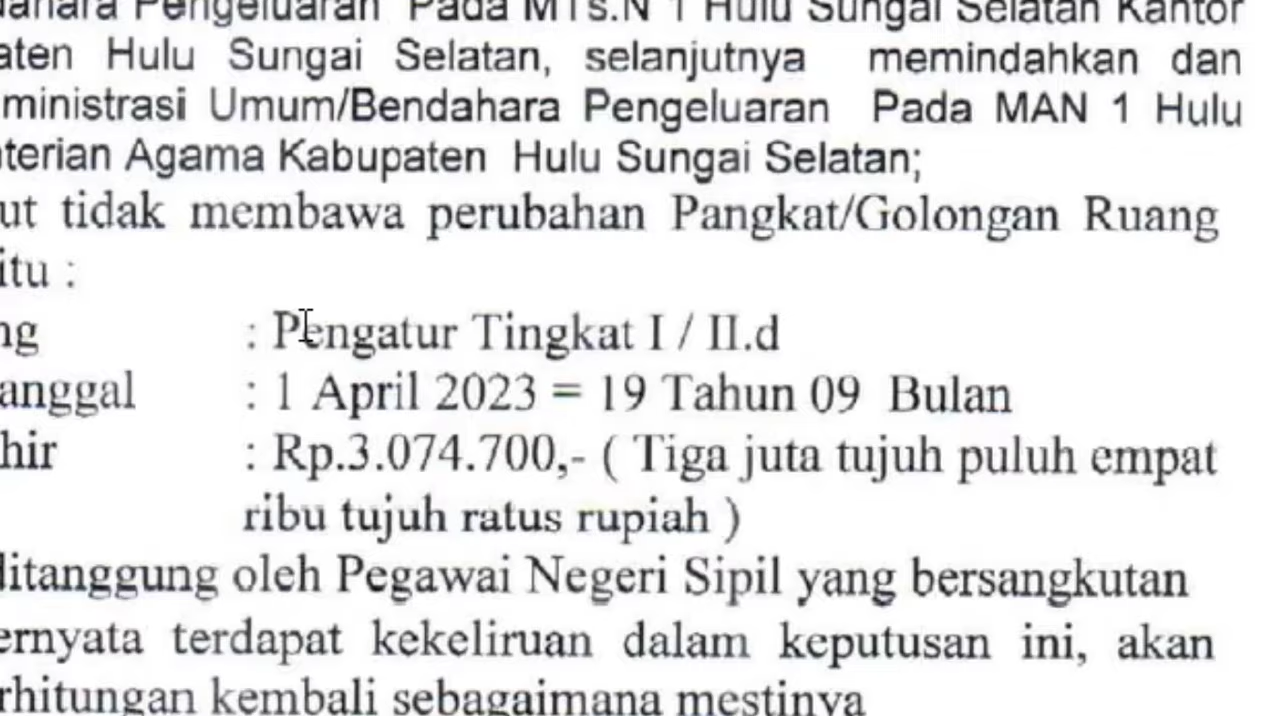 dahara Pengeluaran Pada MTs.N 1 Hulu Sungai Selatan Kantor
aten Hulu Sungai Selatan, selanjutnya memindahkan dan
ministrasi Umum/Bendahara Pengeluaran Pada MAN 1 Hulu
terian Agama Kabupaten Hulu Sungai Selatan;
ut tidak membawa perubahan Pangkat/Golongan Ruang
itu :
ng : Pengatur Tingkat I / II.d
anggal : 1 April 2023 = 19 Tahun 09 Bulan
hir : Rp.3.074.700,- ( Tiga juta tujuh puluh empat
ribu tujuh ratus rupiah )
ditanggung oleh Pegawai Negeri Sipil yang bersangkutan
ernyata terdapat kekeliruan dalam keputusan ini, akan
rhitungan kembali sebagaimana mestinya